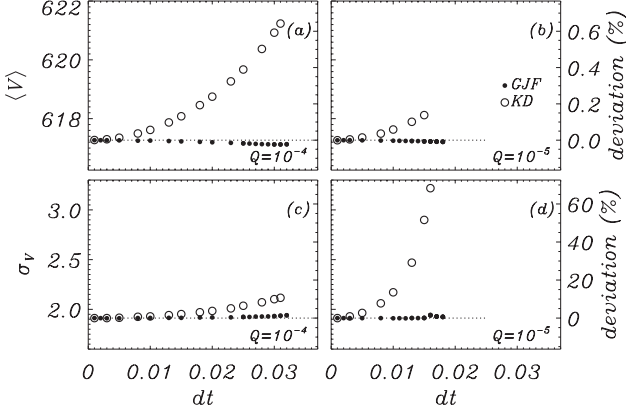 622
620
618
⟨V⟩
(a)
Q=10⁻⁴
(b)
GJF
KD
Q=10⁻⁵
0.6
0.4
0.2
0.0
deviation (%)
3.0
2.5
2.0
σ_V
(c)
Q=10⁻⁴
(d)
Q=10⁻⁵
60
40
20
0
deviation (%)
0 0.01 0.02 0.03
dt
0 0.01 0.02 0.03
dt